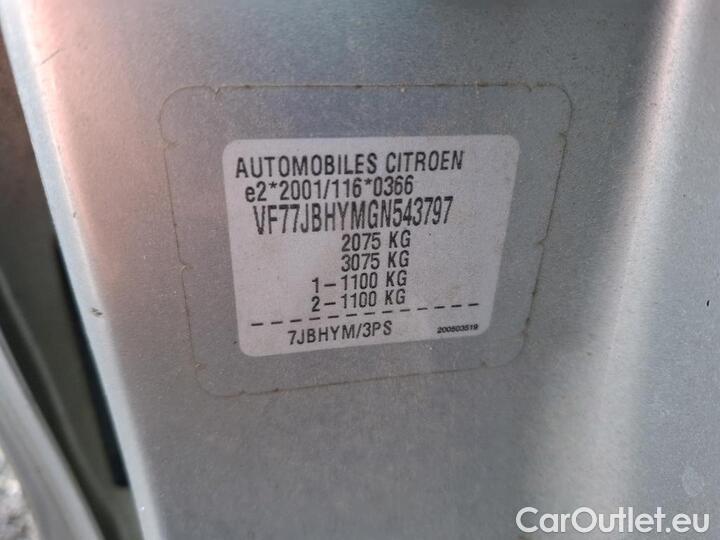 AUTOMOBILES CITROEN
e2*2001/116*0366
VF77JBHYMGN543797
2075 KG
3075 KG
1-1100 KG
2-1100 KG
7JBHYM/3PS 200503519
CarOutlet.eu